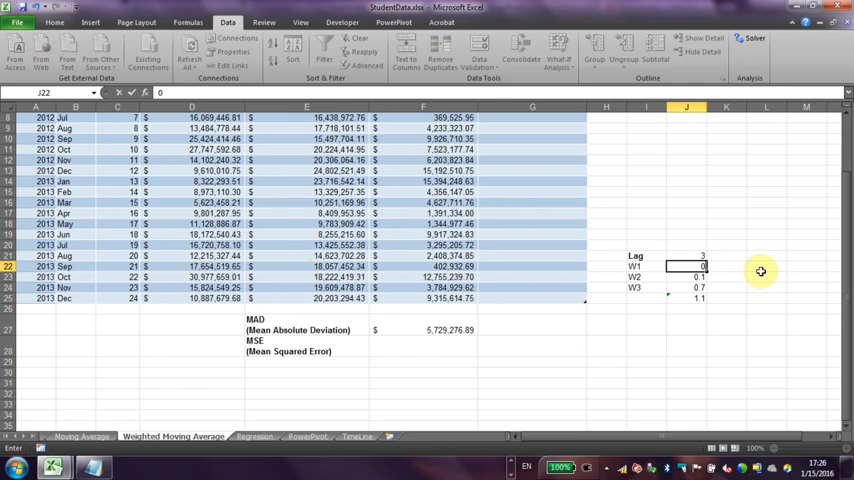 StudentData.xlsx - Microsoft Excel
File Home Insert Page Layout Formulas Data Review View Developer PowerPivot Acrobat
From Access
From Web
From Text
From Other Sources
Existing Connections
Refresh All
Connections
Properties
Edit Links
Sort
Filter
Clear
Reapply
Advanced
Text to Columns
Remove Duplicates
Data Validation
Consolidate
What-If Analysis
Group
Ungroup
Subtotal
Show Detail
Hide Detail
Solver
Get External Data Connections Sort & Filter Data Tools Outline Analysis
J22 0
A B C D E F G H I J K L M
8 2012 Jul 7 $ 16,069,446.81 $ 16,438,972.76 $ 369,525.95
9 2012 Aug 8 $ 13,484,778.44 $ 17,718,101.51 $ 4,233,323.07
10 2012 Sep 9 $ 25,424,414.46 $ 15,497,704.11 $ 9,926,710.35
11 2012 Oct 10 $ 27,747,592.68 $ 20,224,414.95 $ 7,523,177.74
12 2012 Nov 11 $ 14,102,240.32 $ 20,306,064.16 $ 6,203,823.84
13 2012 Dec 12 $ 9,610,010.75 $ 24,802,521.49 $ 15,192,510.75
14 2013 Jan 13 $ 8,322,293.51 $ 23,716,542.14 $ 15,394,248.63
15 2013 Feb 14 $ 8,973,110.30 $ 13,329,257.35 $ 4,356,147.05
16 2013 Mar 15 $ 5,623,458.21 $ 10,251,169.96 $ 4,627,711.75
17 2013 Apr 16 $ 9,801,287.95 $ 8,409,953.95 $ 1,391,334.00
18 2013 May 17 $ 11,128,886.87 $ 9,783,909.42 $ 1,344,977.46
19 2013 Jun 18 $ 18,172,540.43 $ 8,255,215.60 $ 9,917,324.83
20 2013 Jul 19 $ 16,720,758.10 $ 13,425,552.38 $ 3,295,205.72
21 2013 Aug 20 $ 12,215,327.44 $ 14,623,702.28 $ 2,408,374.85 Lag 3
22 2013 Sep 21 $ 17,654,519.65 $ 18,057,452.34 $ 402,932.69 W1 0
23 2013 Oct 22 $ 30,978,159.21 $ 18,222,419.31 $ 12,755,239.70 W2 0.1
24 2013 Nov 23 $ 15,824,549.25 $ 19,609,478.87 $ 3,784,929.62 W3 0.7
25 2013 Dec 24 $ 10,887,679.68 $ 20,203,294.43 $ 9,315,614.75 1.1
26
MAD
27 (Mean Absolute Deviation) $ 5,729,276.89
MSE
28 (Mean Squared Error)
29
30
31
32
33
34
35
Moving Average Weighted Moving Average Regression PowerPivot TimeLine
Enter 100%
EN 100% 17:26
1/15/2016